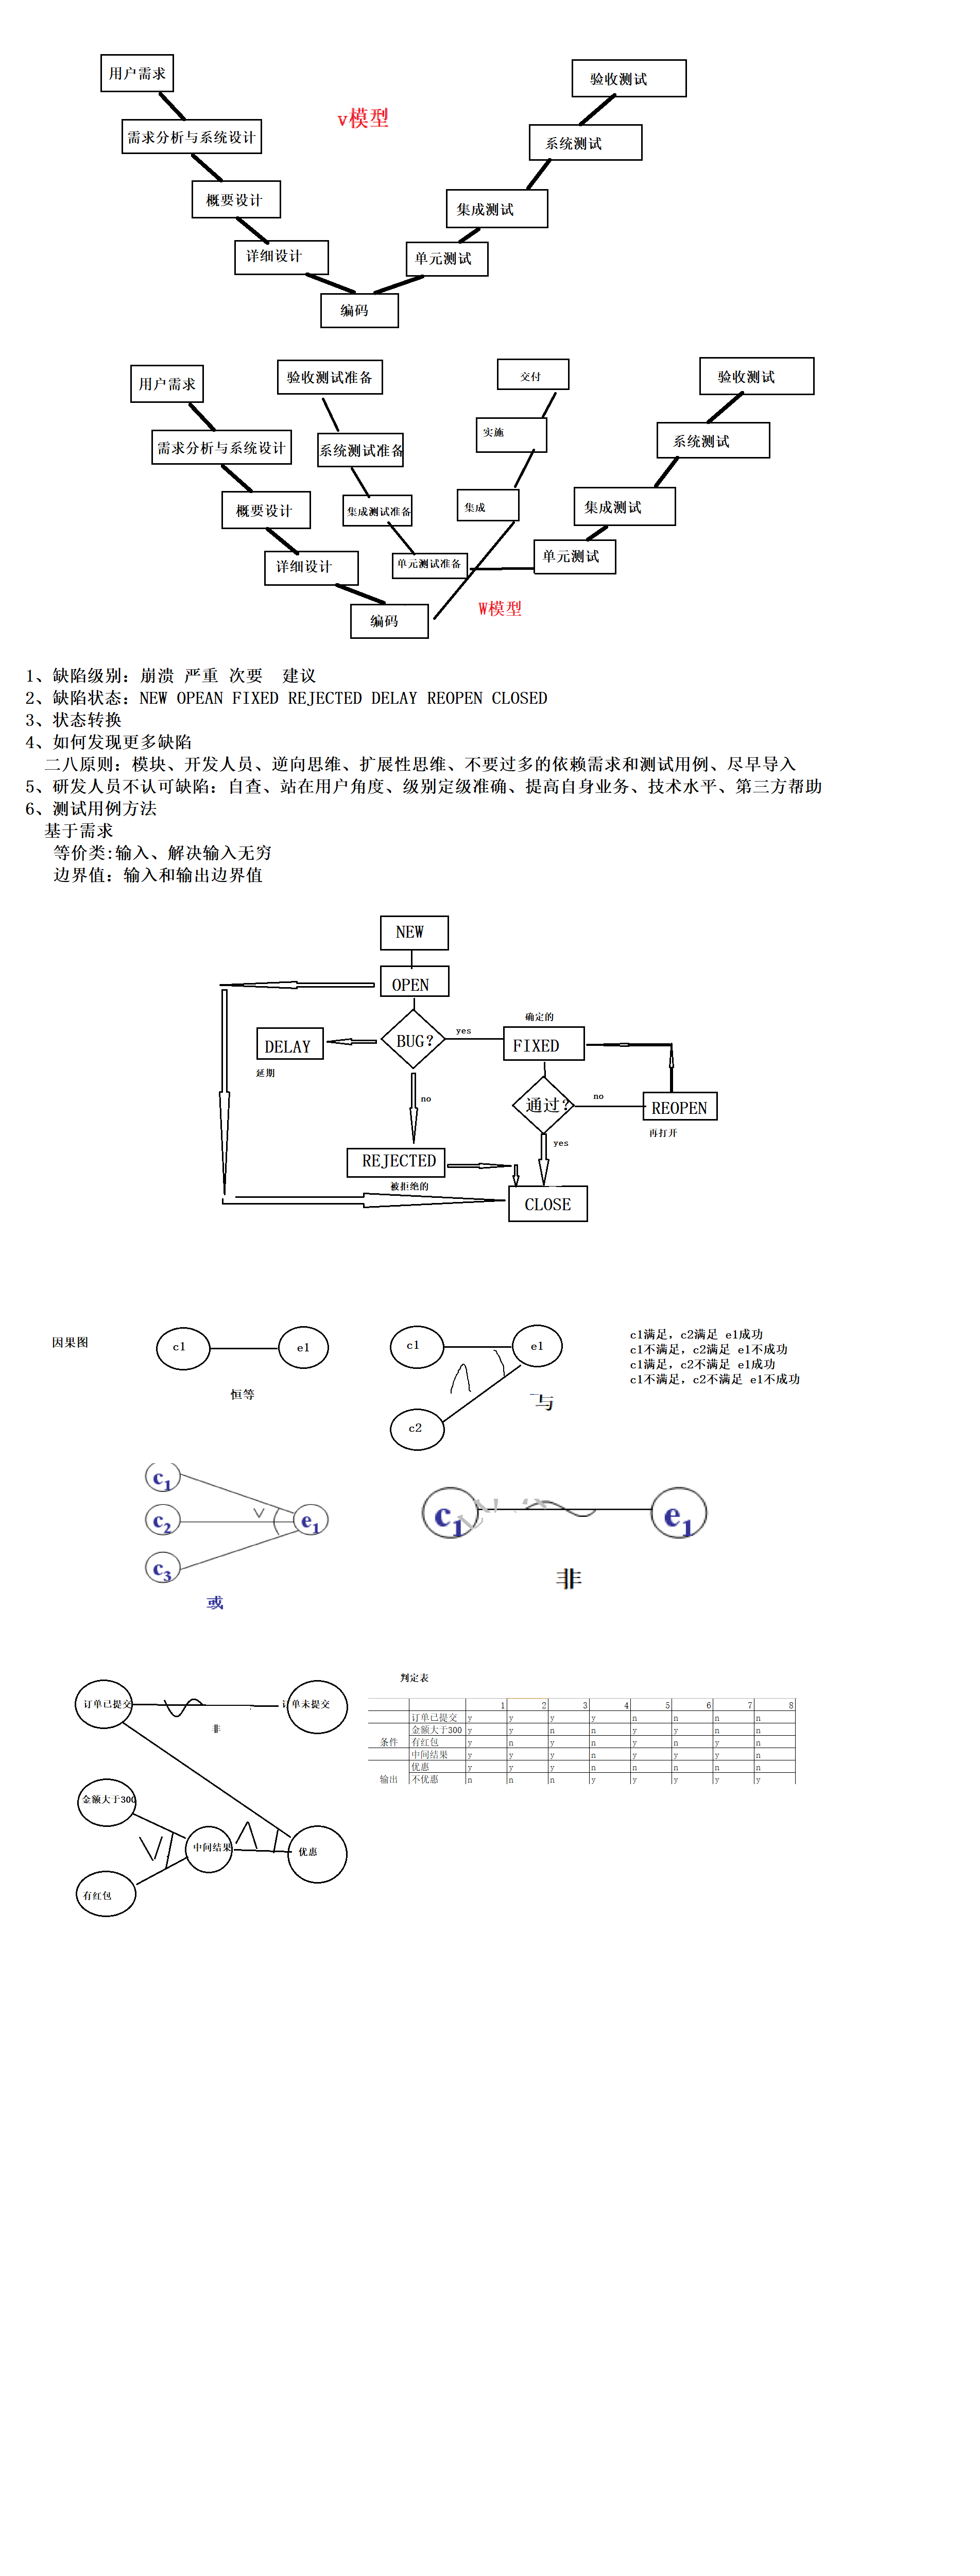 用户需求
验收测试
v模型
需求分析与系统设计
系统测试
概要设计
集成测试
详细设计
单元测试
编码
用户需求
验收测试准备
交付
验收测试
需求分析与系统设计
系统测试准备
实施
系统测试
概要设计
集成测试准备
集成
集成测试
详细设计
单元测试准备
单元测试
编码
W模型
1、缺陷级别：崩溃 严重 次要 建议
2、缺陷状态：NEW OPEAN FIXED REJECTED DELAY REOPEN CLOSED
3、状态转换
4、如何发现更多缺陷
二八原则：模块、开发人员、逆向思维、扩展性思维、不要过多的依赖需求和测试用例、尽早导入
5、研发人员不认可缺陷：自查、站在用户角度、级别定级准确、提高自身业务、技术水平、第三方帮助
6、测试用例方法
基于需求
等价类:输入、解决输入无穷
边界值：输入和输出边界值
NEW
OPEN
确定的
DELAY
BUG?
yes
FIXED
延期
no
通过?
no
REOPEN
再打开
yes
REJECTED
被拒绝的
CLOSE
因果图
c1
e1
恒等
c1
e1
c2
与
c1满足，c2满足 e1成功
c1不满足，c2满足 e1不成功
c1满足，c2不满足 e1成功
c1不满足，c2不满足 e1不成功
c1
c2
e1
c3
或
c1
e1
非
订单已提交
订单未提交
非
金额大于300
中间结果
优惠
有红包
判定表
1 2 3 4 5 6 7 8
订单已提交 y y y y n n n n
金额大于300 y y n n y y n n
条件 有红包 y n y n y n y n
中间结果 y y y n y y y n
优惠 y y y n n n n n
输出 不优惠 n n n y y y y y